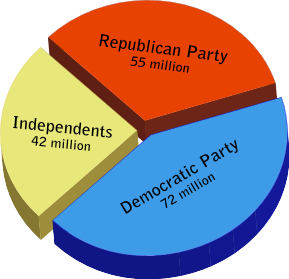 Republican Party
55 million
Independents
42 million
Democratic Party
72 million